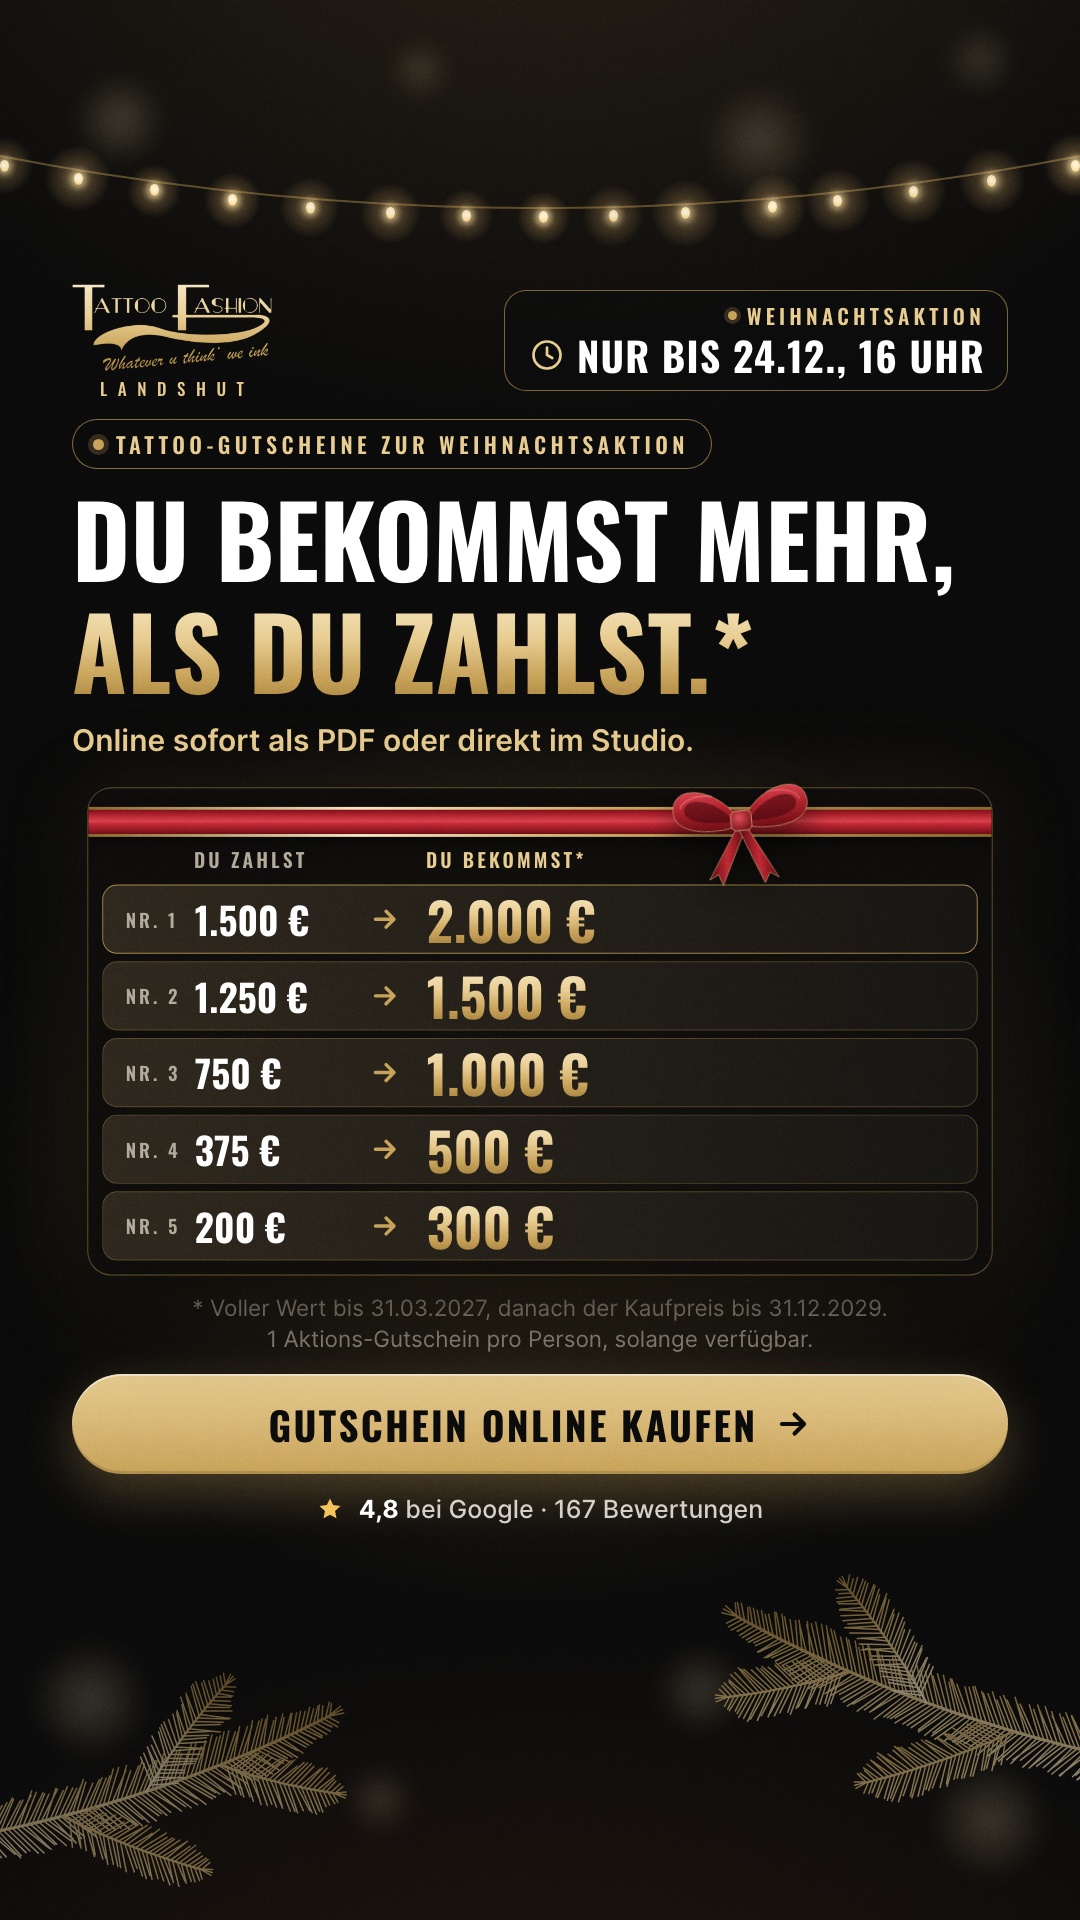 TATTOO FASHION
Whatever u think' we ink
LANDSHUT
WEIHNACHTSAKTION
NUR BIS 24.12., 16 UHR
TATTOO-GUTSCHEINE ZUR WEIHNACHTSAKTION
DU BEKOMMST MEHR,
ALS DU ZAHLST.*
Online sofort als PDF oder direkt im Studio.
DU ZAHLST DU BEKOMMST*
NR. 1 1.500 € → 2.000 €
NR. 2 1.250 € → 1.500 €
NR. 3 750 € → 1.000 €
NR. 4 375 € → 500 €
NR. 5 200 € → 300 €
* Voller Wert bis 31.03.2027, danach der Kaufpreis bis 31.12.2029.
1 Aktions-Gutschein pro Person, solange verfügbar.
GUTSCHEIN ONLINE KAUFEN →
4,8 bei Google · 167 Bewertungen